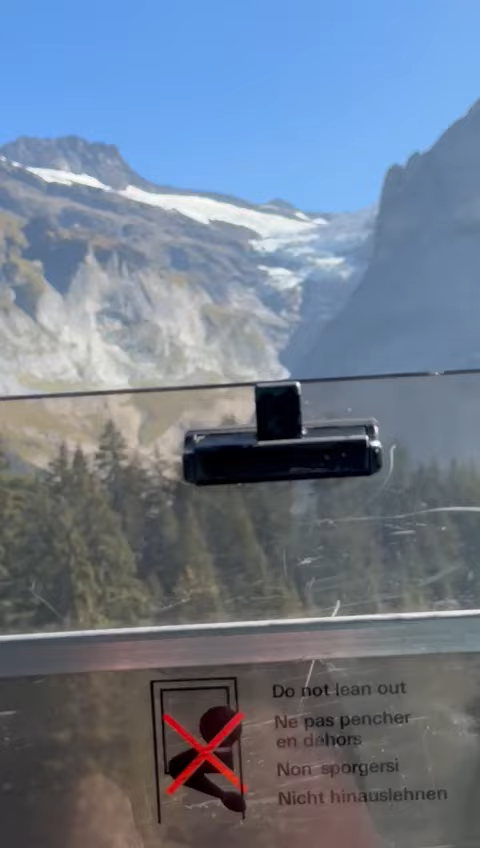 Do not lean out
Ne pas pencher
en dehors
Non sporgersi
Nicht hinauslehnen